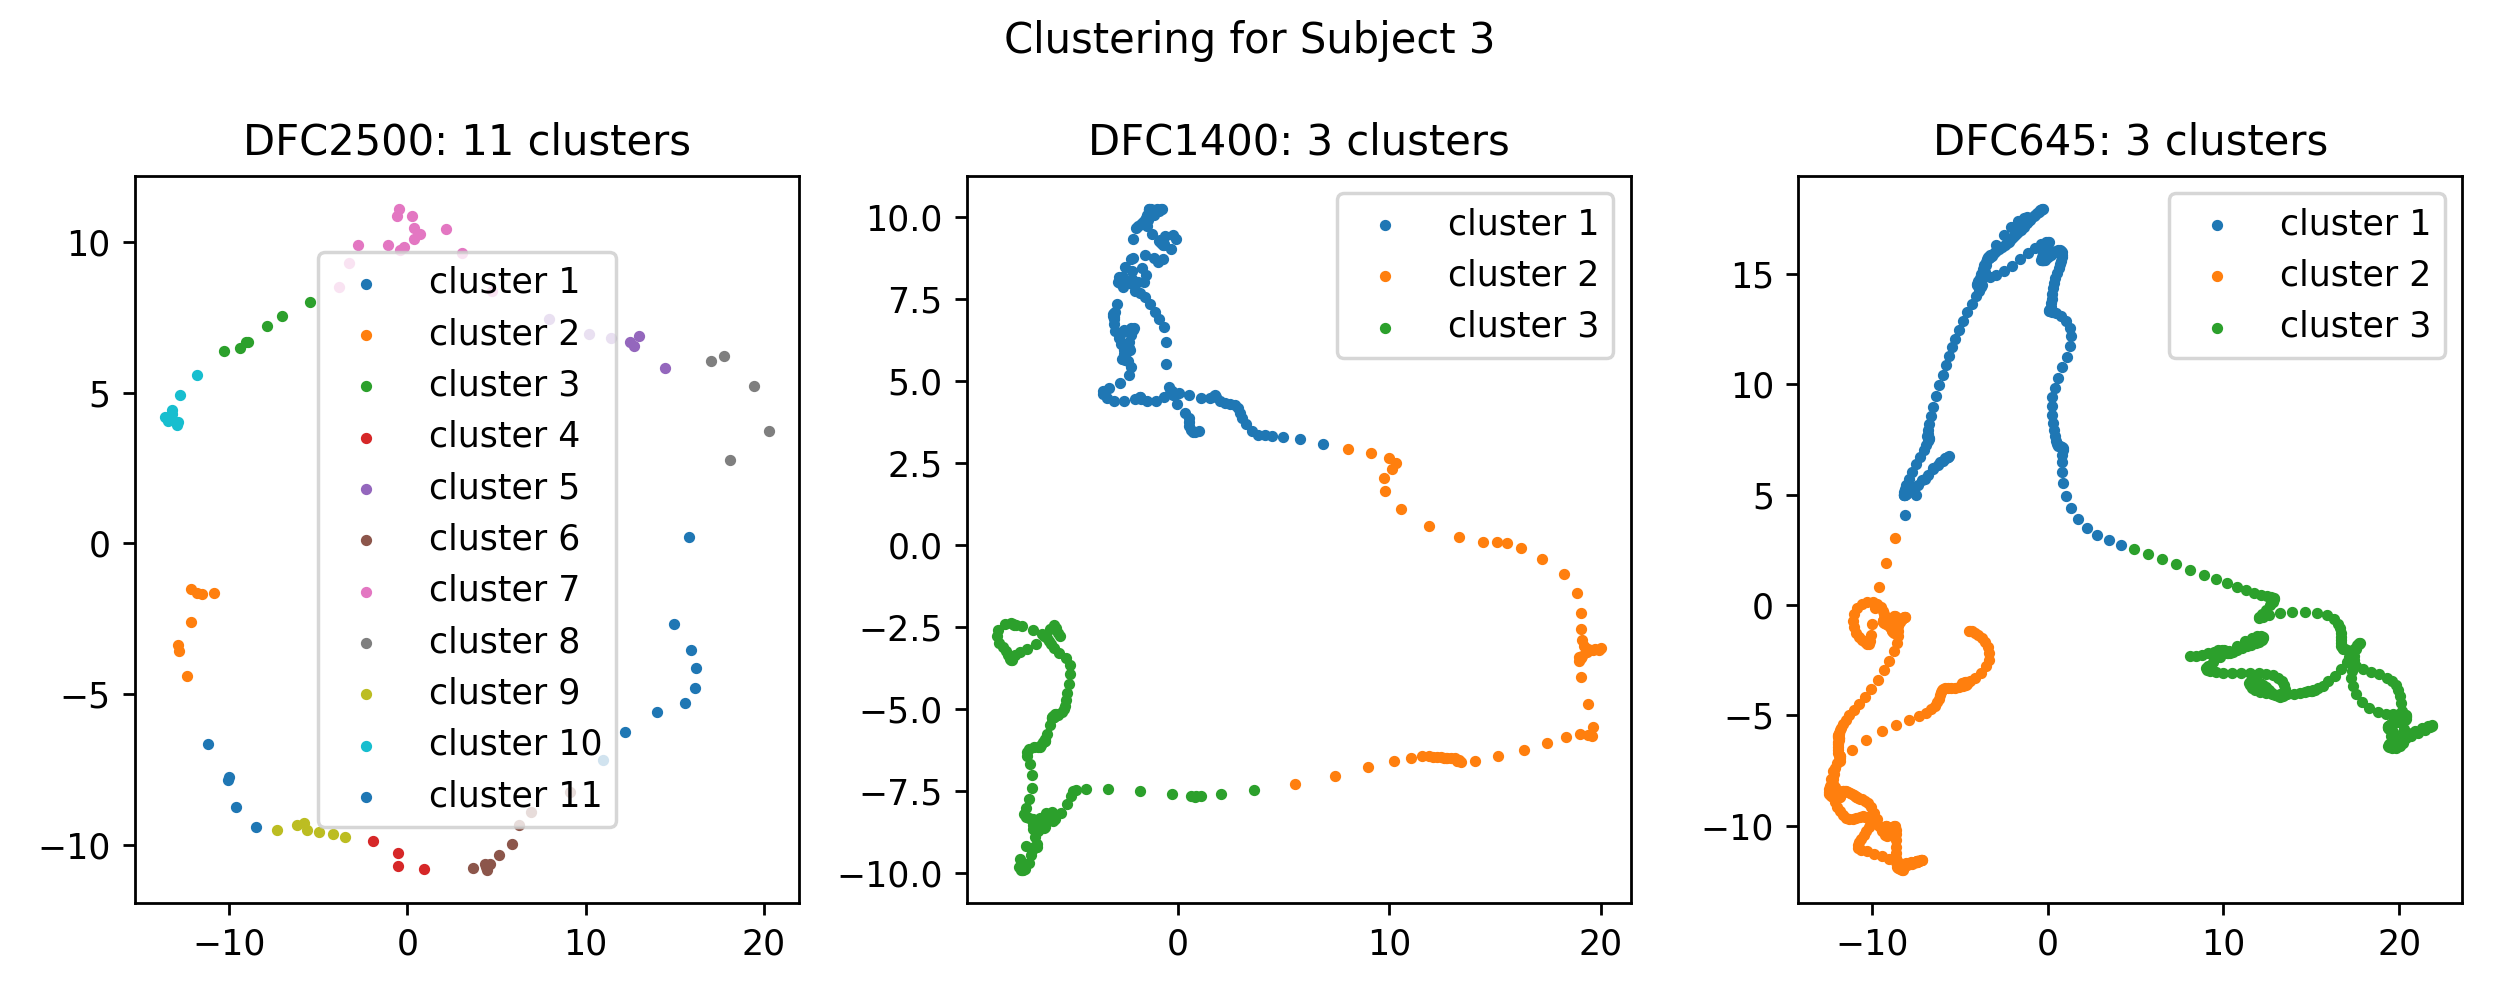 Clustering for Subject 3
DFC2500: 11 clusters
10
5
0
−5
−10
−10
0
10
20
cluster 1
cluster 2
cluster 3
cluster 4
cluster 5
cluster 6
cluster 7
cluster 8
cluster 9
cluster 10
cluster 11
DFC1400: 3 clusters
10.0
7.5
5.0
2.5
0.0
−2.5
−5.0
−7.5
−10.0
0
10
20
cluster 1
cluster 2
cluster 3
DFC645: 3 clusters
15
10
5
0
−5
−10
−10
0
10
20
cluster 1
cluster 2
cluster 3